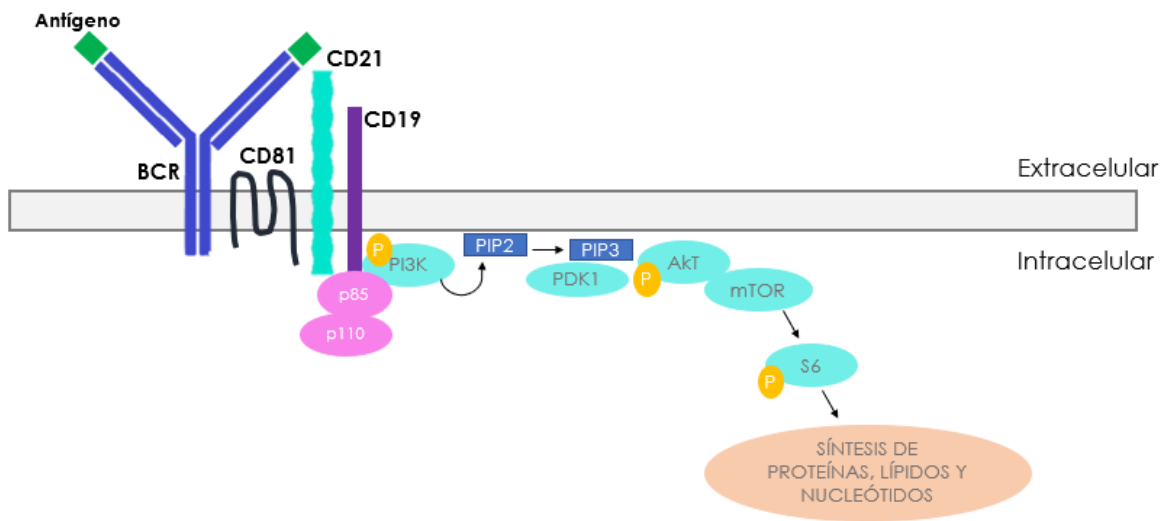 Antígeno
CD21
CD19
CD81
BCR
Extracelular
Intracelular
P
PI3K
PIP2
PIP3
PDK1
P
AkT
mTOR
p85
p110
S6
P
SÍNTESIS DE
PROTEÍNAS, LÍPIDOS Y
NUCLEÓTIDOS